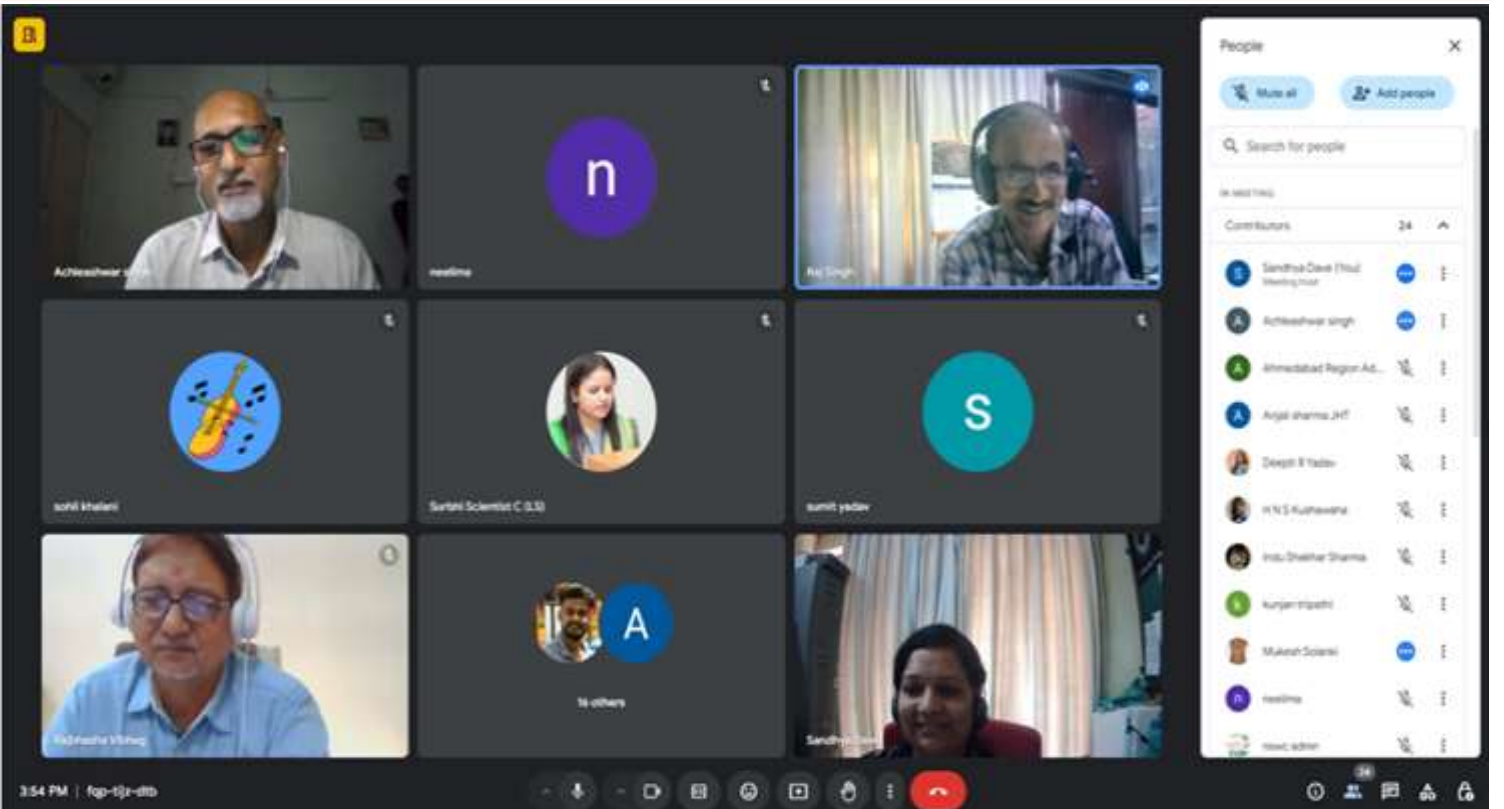 Achleashwar
n
neelima
Raj Singh
sohil khalani
Surbhi Scientist C (LS)
S
sumit yadav
Rajbhasha Vibhag
A
16 others
Sandhya Dave
People
Mute all
Add people
Search for people
IN MEETING
Contributors 24
S Sandhya Dave (You)
Meeting host
A Achleashwar singh
A Ahmedabad Region Ad...
A Anjali sharma JHT
Deepti R Yadav
H N S Kushawaha
Indu Shekhar Sharma
k kunjan tripathi
Mukesh Solanki
n neelima
nswc admin
3:54 PM | fqp-tijz-dtb
24